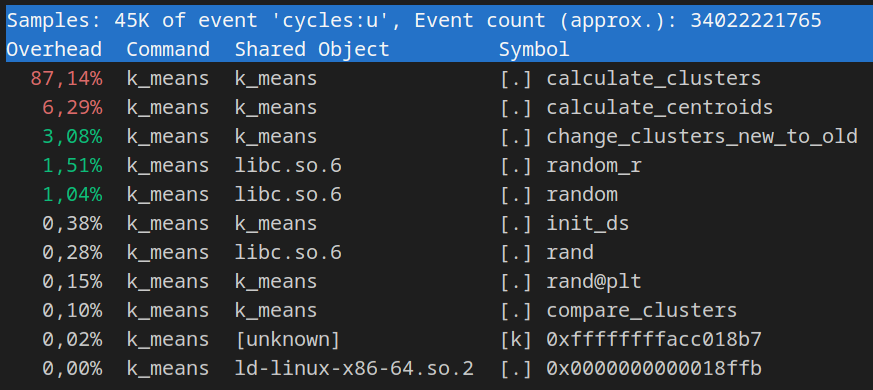 Samples: 45K of event 'cycles:u', Event count (approx.): 34022221765
Overhead  Command  Shared Object         Symbol
87,14%  k_means  k_means               [.] calculate_clusters
6,29%  k_means  k_means               [.] calculate_centroids
3,08%  k_means  k_means               [.] change_clusters_new_to_old
1,51%  k_means  libc.so.6             [.] random_r
1,04%  k_means  libc.so.6             [.] random
0,38%  k_means  k_means               [.] init_ds
0,28%  k_means  libc.so.6             [.] rand
0,15%  k_means  k_means               [.] rand@plt
0,10%  k_means  k_means               [.] compare_clusters
0,02%  k_means  [unknown]             [k] 0xffffffffacc018b7
0,00%  k_means  ld-linux-x86-64.so.2  [.] 0x0000000000018ffb